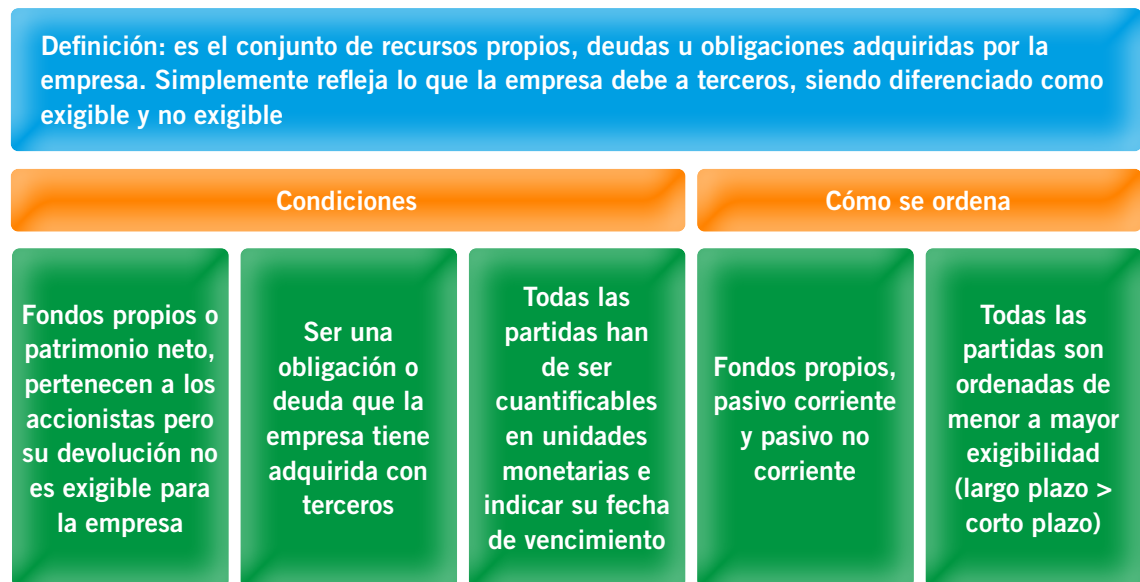 Definición: es el conjunto de recursos propios, deudas u obligaciones adquiridas por la
empresa. Simplemente refleja lo que la empresa debe a terceros, siendo diferenciado como
exigible y no exigible
Condiciones
Cómo se ordena
Fondos propios o
patrimonio neto,
pertenecen a los
accionistas pero
su devolución no
es exigible para
la empresa
Ser una
obligación o
deuda que la
empresa tiene
adquirida con
terceros
Todas las
partidas han
de ser
cuantificables
en unidades
monetarias e
indicar su fecha
de vencimiento
Fondos propios,
pasivo corriente
y pasivo no
corriente
Todas las
partidas son
ordenadas de
menor a mayor
exigibilidad
(largo plazo >
corto plazo)